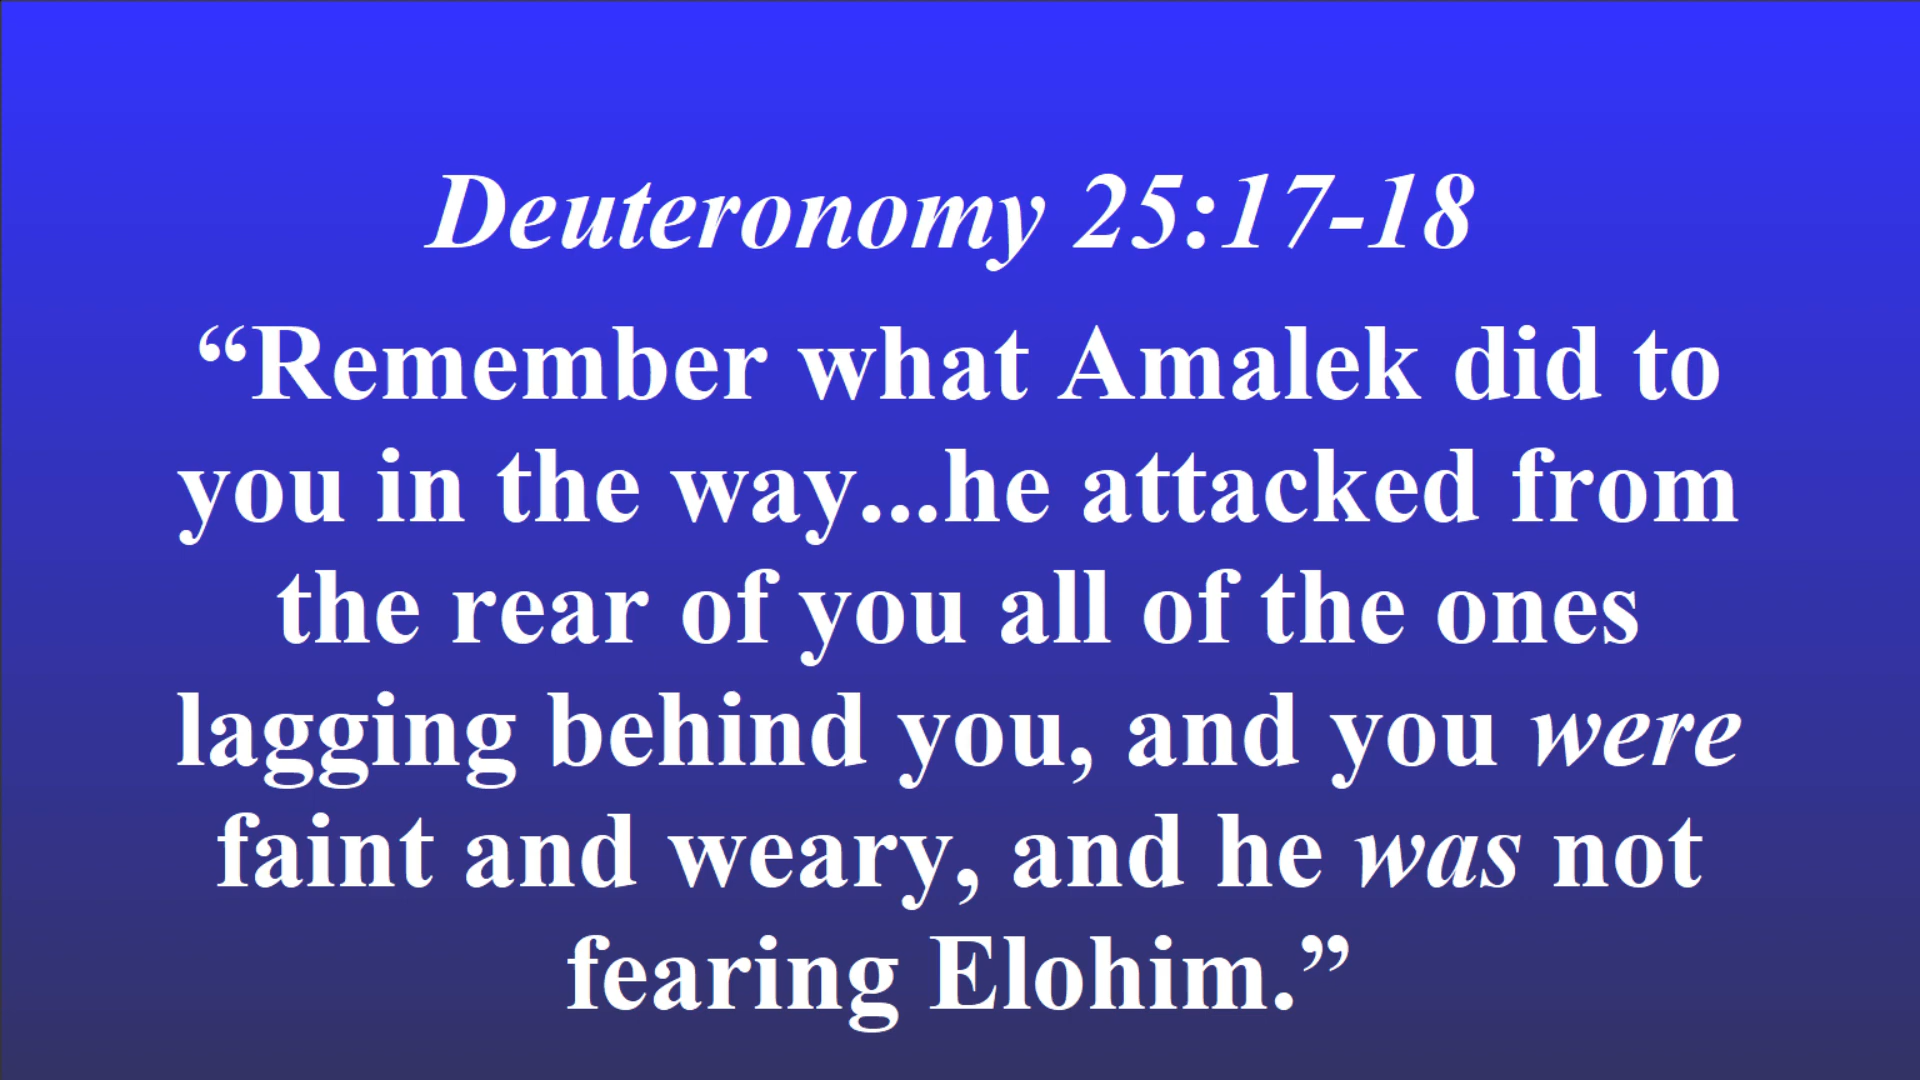 Deuteronomy 25:17-18
“Remember what Amalek did to
you in the way...he attacked from
the rear of you all of the ones
lagging behind you, and you were
faint and weary, and he was not
fearing Elohim.”